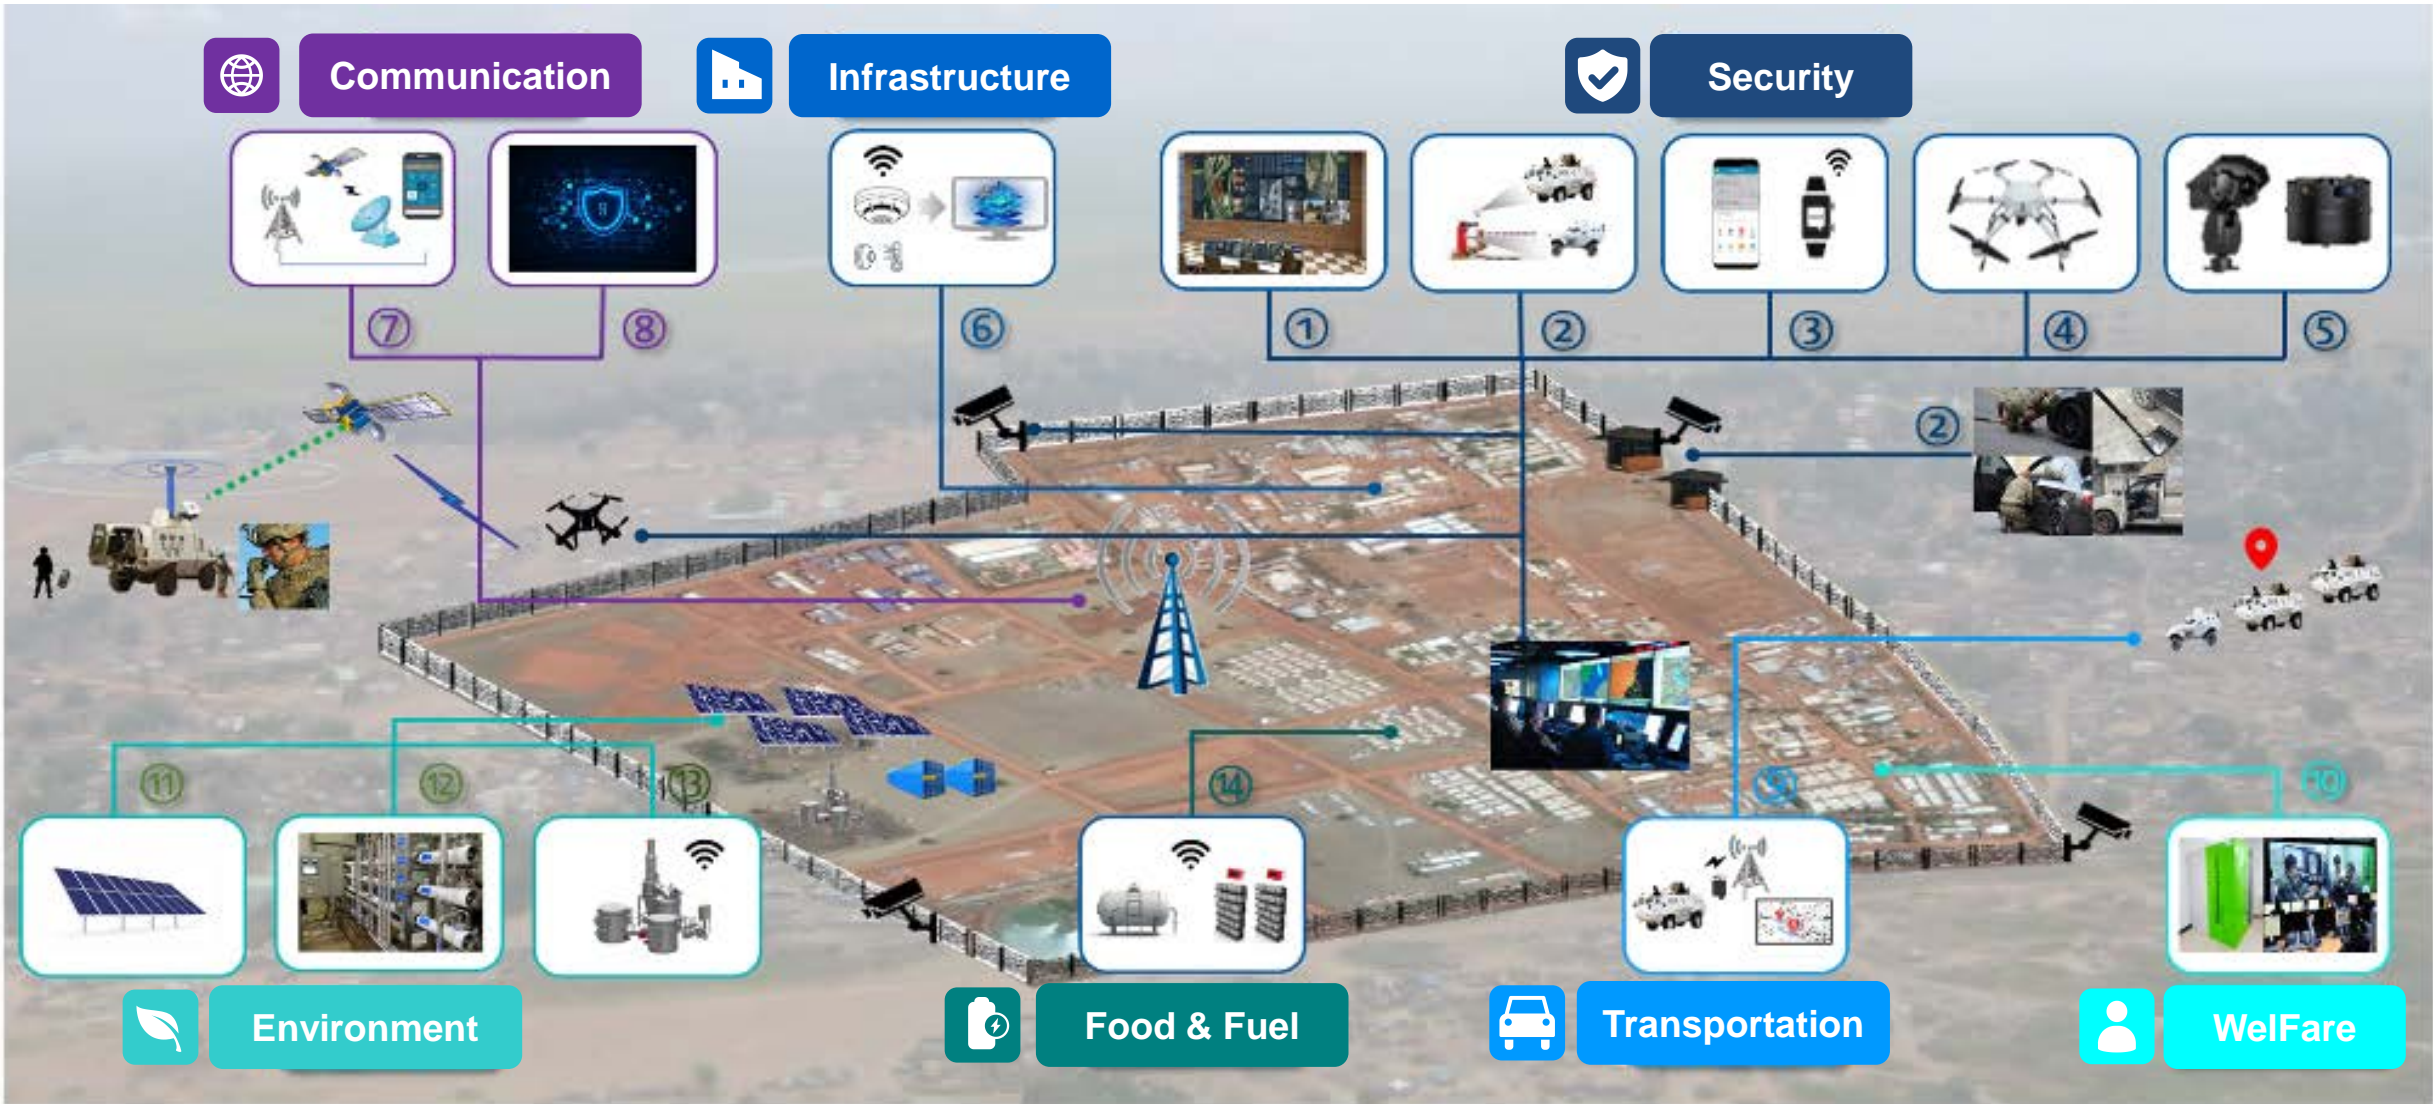 Communication
Infrastructure
Security
⑦
⑧
⑥
①
②
③
④
⑤
②
⑪
⑫
⑬
⑭
⑨
⑩
Environment
Food & Fuel
Transportation
WelFare